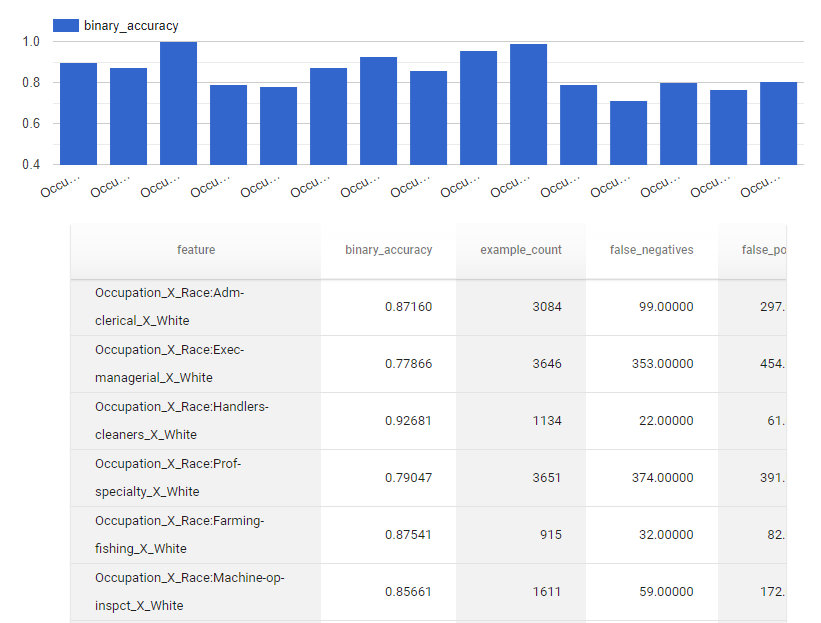 binary_accuracy
1.0
0.8
0.6
0.4
Occu… Occu… Occu… Occu… Occu… Occu… Occu… Occu… Occu… Occu… Occu… Occu… Occu… Occu… Occu…
feature binary_accuracy example_count false_negatives false_po
Occupation_X_Race:Adm-
clerical_X_White 0.87160 3084 99.00000 297.
Occupation_X_Race:Exec-
managerial_X_White 0.77866 3646 353.00000 454.
Occupation_X_Race:Handlers-
cleaners_X_White 0.92681 1134 22.00000 61.
Occupation_X_Race:Prof-
specialty_X_White 0.79047 3651 374.00000 391.
Occupation_X_Race:Farming-
fishing_X_White 0.87541 915 32.00000 82.
Occupation_X_Race:Machine-op-
inspct_X_White 0.85661 1611 59.00000 172.